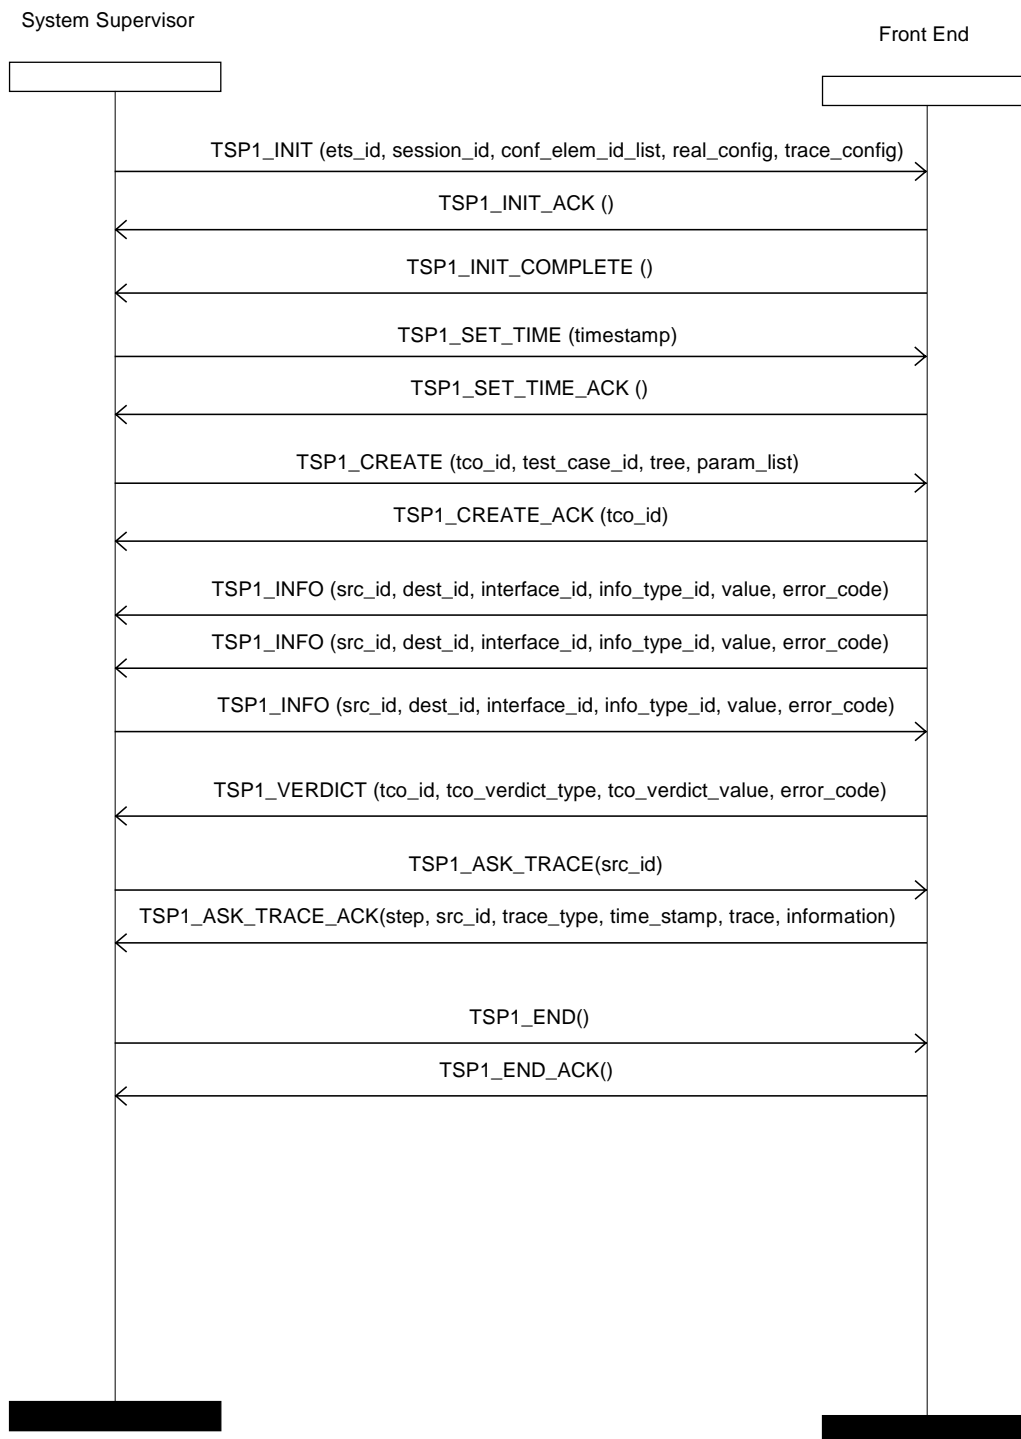 System Supervisor
Front End
TSP1_INIT (ets_id, session_id, conf_elem_id_list, real_config, trace_config)
TSP1_INIT_ACK ()
TSP1_INIT_COMPLETE ()
TSP1_SET_TIME (timestamp)
TSP1_SET_TIME_ACK ()
TSP1_CREATE (tco_id, test_case_id, tree, param_list)
TSP1_CREATE_ACK (tco_id)
TSP1_INFO (src_id, dest_id, interface_id, info_type_id, value, error_code)
TSP1_INFO (src_id, dest_id, interface_id, info_type_id, value, error_code)
TSP1_INFO (src_id, dest_id, interface_id, info_type_id, value, error_code)
TSP1_VERDICT (tco_id, tco_verdict_type, tco_verdict_value, error_code)
TSP1_ASK_TRACE(src_id)
TSP1_ASK_TRACE_ACK(step, src_id, trace_type, time_stamp, trace, information)
TSP1_END()
TSP1_END_ACK()